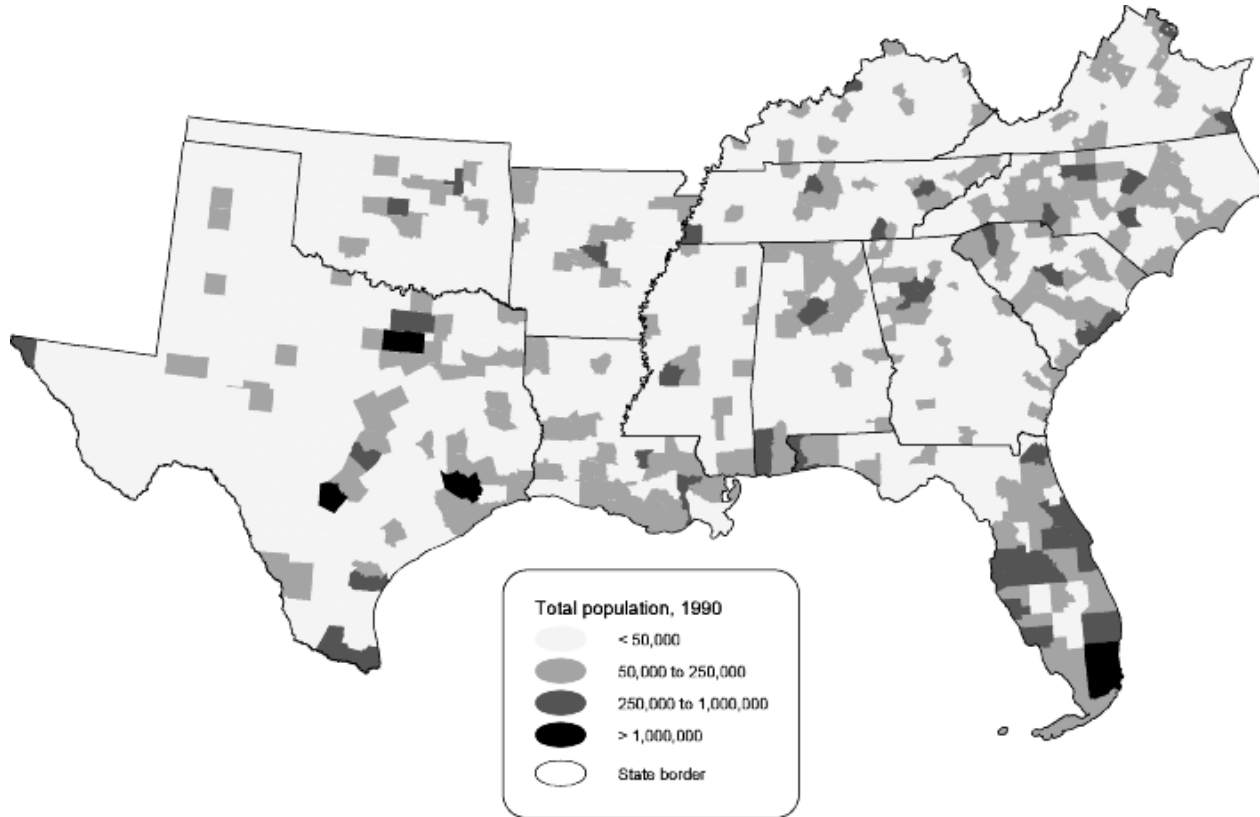 Total population, 1990
< 50,000
50,000 to 250,000
250,000 to 1,000,000
> 1,000,000
State border